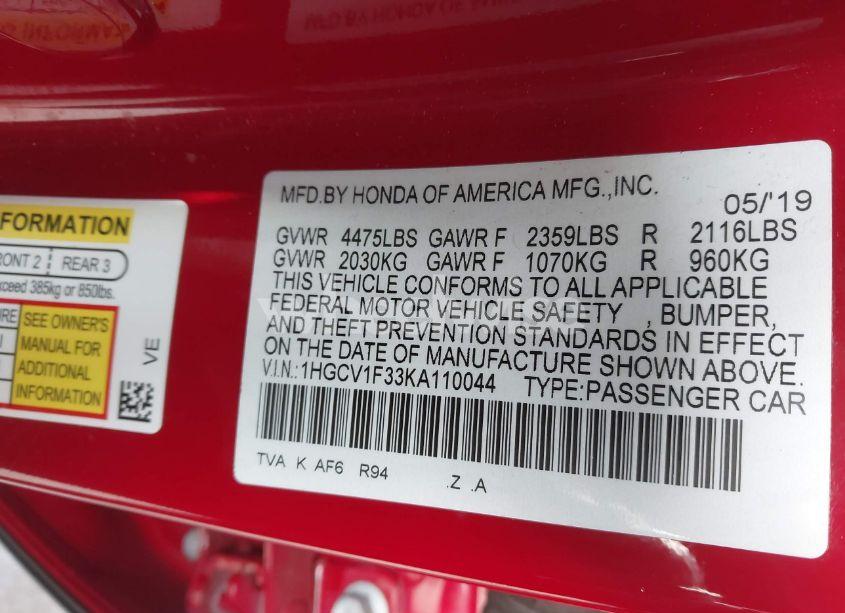 FORMATION
RONT 2 REAR 3
xceed 385kg or 850lbs.
URE
SEE OWNER'S
MANUAL FOR
ADDITIONAL
INFORMATION
VE
MFD.BY HONDA OF AMERICA MFG.,INC.
05/'19
GVWR 4475LBS GAWR F 2359LBS R 2116LBS
GVWR 2030KG GAWR F 1070KG R 960KG
THIS VEHICLE CONFORMS TO ALL APPLICABLE
FEDERAL MOTOR VEHICLE SAFETY , BUMPER,
AND THEFT PREVENTION STANDARDS IN EFFECT
ON THE DATE OF MANUFACTURE SHOWN ABOVE.
V.I.N.:1HGCV1F33KA110044 TYPE:PASSENGER CAR
TVA K AF6 R94 .Z .A